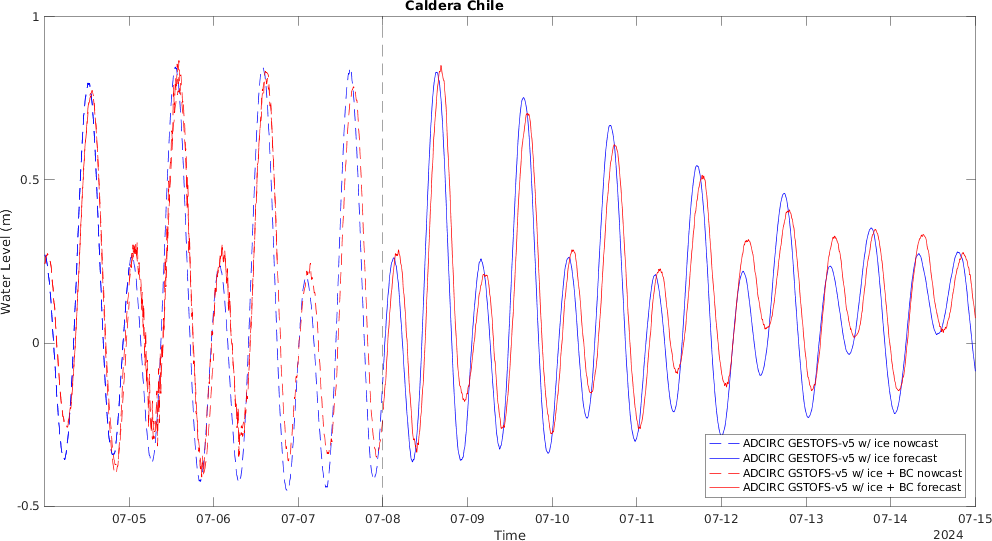 Caldera Chile
1
0.5
0
-0.5
Water Level (m)
ADCIRC GESTOFS-v5 w/ ice nowcast
ADCIRC GESTOFS-v5 w/ ice forecast
ADCIRC GSTOFS-v5 w/ ice + BC nowcast
ADCIRC GSTOFS-v5 w/ ice + BC forecast
07-05 07-06 07-07 07-08 07-09 07-10 07-11 07-12 07-13 07-14 07-15
Time
2024